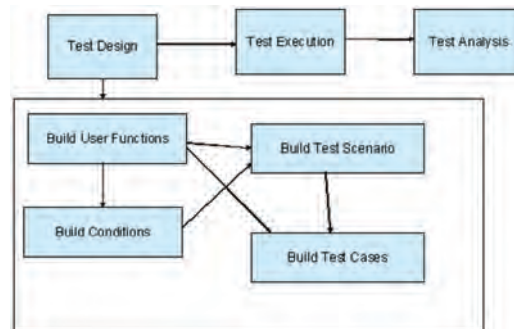 Test Design
Test Execution
Test Analysis
Build User Functions
Build Test Scenario
Build Conditions
Build Test Cases